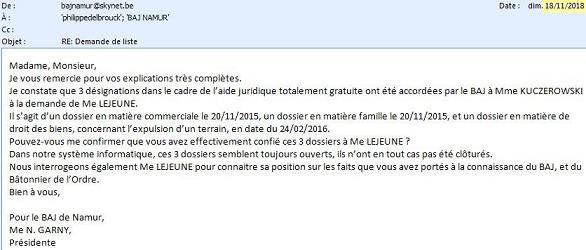 De : bajnamur@skynet.be Date : dim. 18/11/2018
À : 'philippedelbrouck'; 'BAJ NAMUR'
Cc :
Objet : RE: Demande de liste
Madame, Monsieur,
Je vous remercie pour vos explications très complètes.
Je constate que 3 désignations dans le cadre de l'aide juridique totalement gratuite ont été accordées par le BAJ à Mme KUCZEROWSKI
à la demande de Me LEJEUNE.
Il s'agit d'un dossier en matière commerciale le 20/11/2015, un dossier en matière famille le 20/11/2015, et un dossier en matière de
droit des biens, concernant l'expulsion d'un terrain, en date du 24/02/2016.
Pouvez-vous me confirmer que vous avez effectivement confié ces 3 dossiers à Me LEJEUNE ?
Dans notre système informatique, ces 3 dossiers semblent toujours ouverts, ils n'ont en tout cas pas été clôturés.
Nous interrogeons également Me LEJEUNE pour connaitre sa position sur les faits que vous avez portés à la connaissance du BAJ, et du
Bâtonnier de l'Ordre.
Bien à vous,
Pour le BAJ de Namur,
Me N. GARNY,
Présidente